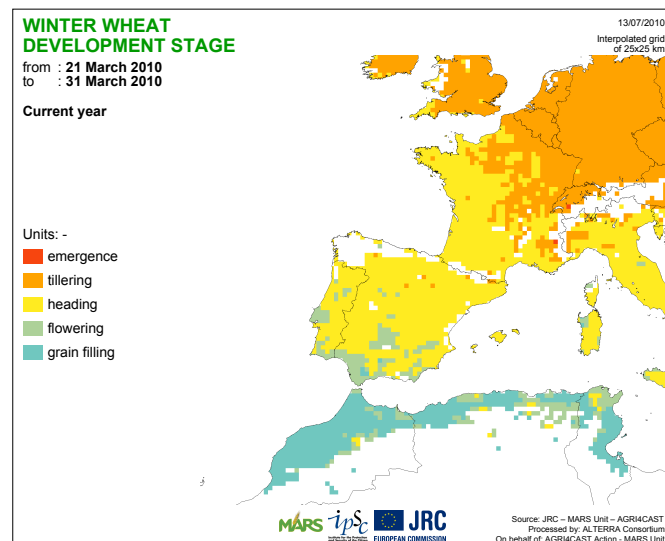 WINTER WHEAT
DEVELOPMENT STAGE
from : 21 March 2010
to : 31 March 2010
Current year
13/07/2010
Interpolated grid
of 25x25 km
Units: -
emergence
tillering
heading
flowering
grain filling
MARS ipsc JRC
EUROPEAN COMMISSION
Source: JRC – MARS Unit – AGRI4CAST
Processed by: ALTERRA Consortium
On behalf of: AGRI4CAST Action - MARS Unit